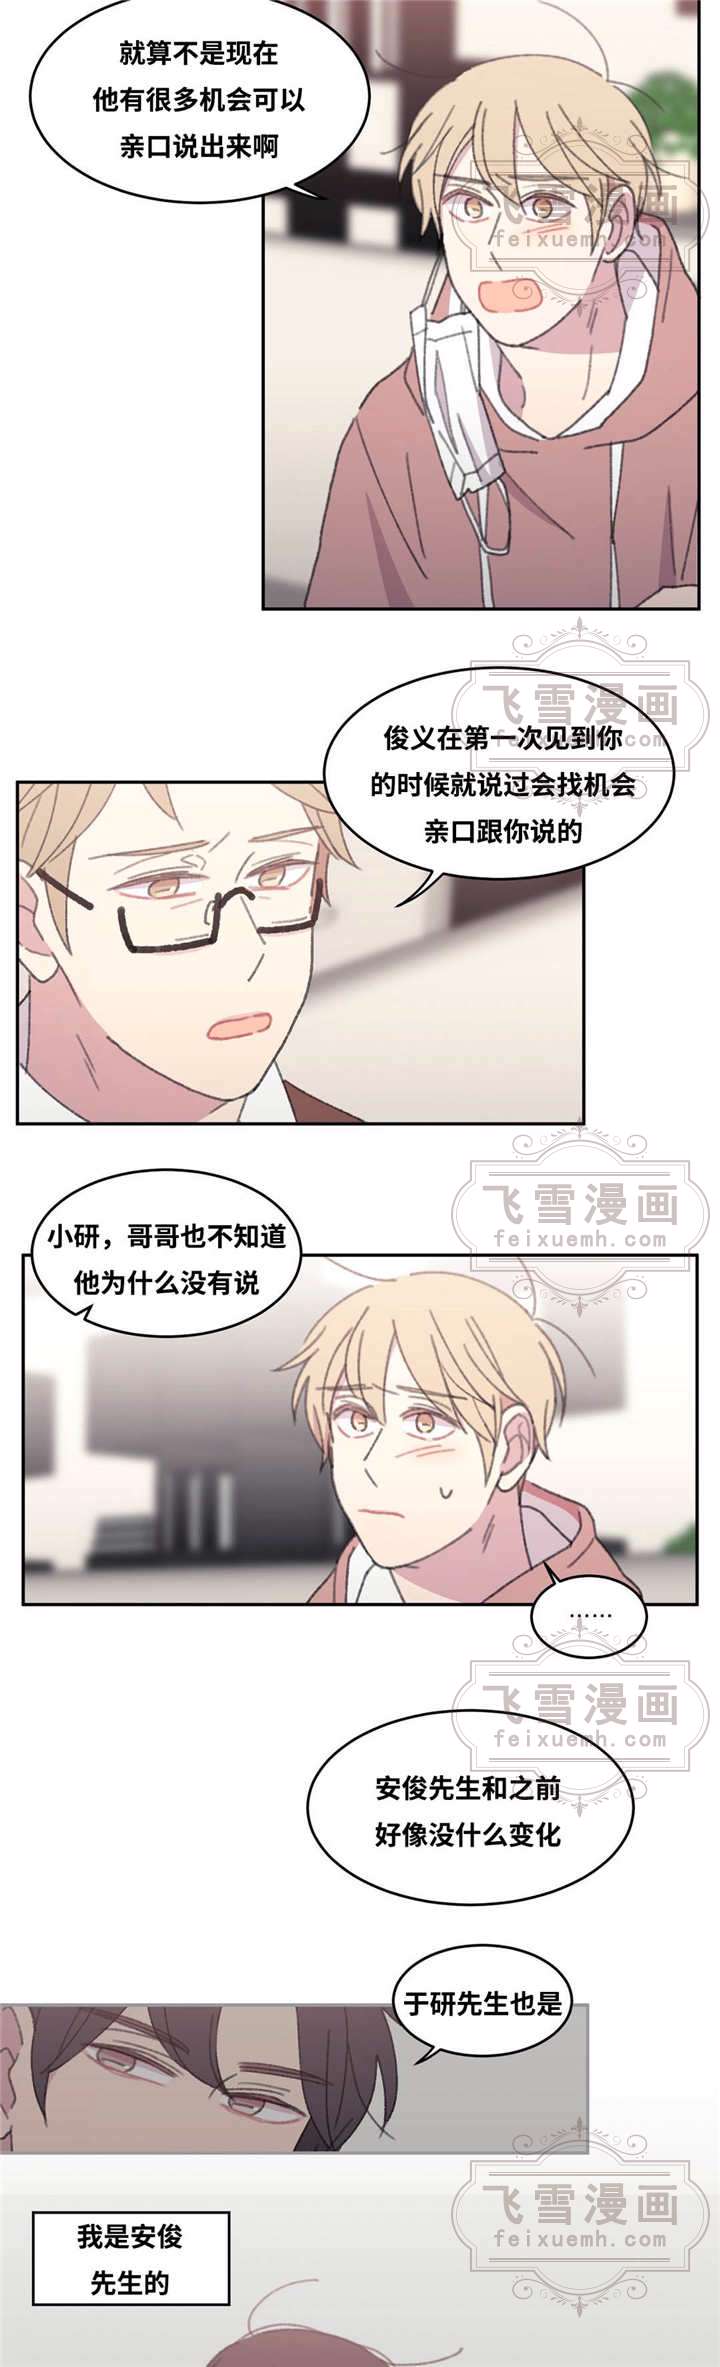 就算不是现在
他有很多机会可以
亲口说出来啊
飞雪漫画
feixuemh.com
飞雪漫画
俊义在第一次见到你
的时候就说过会找机会
亲口跟你说的
飞雪漫画
feixuemh.com
小研，哥哥也不知道
他为什么没有说
……
飞雪漫画
feixuemh.com
安俊先生和之前
好像没什么变化
于研先生也是
飞雪漫画
feixuemh.com
我是安俊
先生的